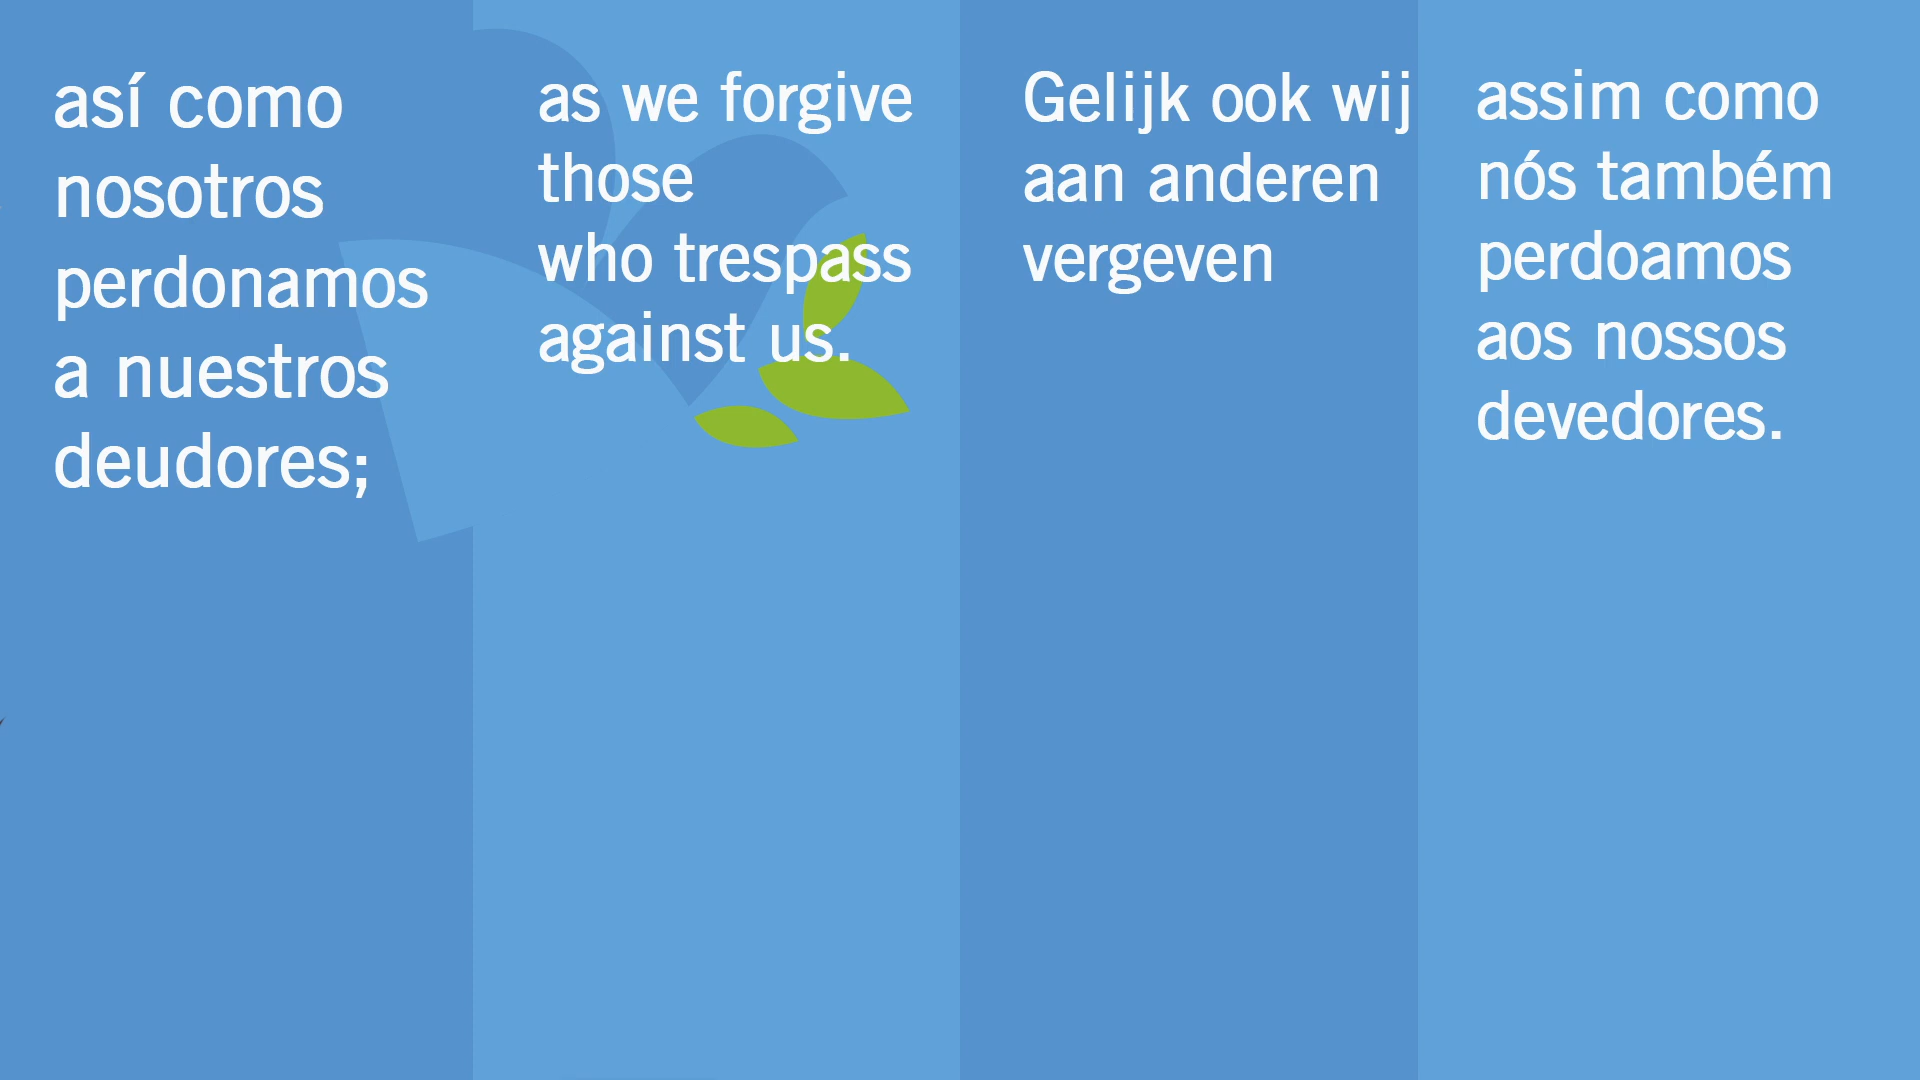 así como
nosotros
perdonamos
a nuestros
deudores;
as we forgive
those
who trespass
against us.
Gelijk ook wij
aan anderen
vergeven
assim como
nós também
perdoamos
aos nossos
devedores.